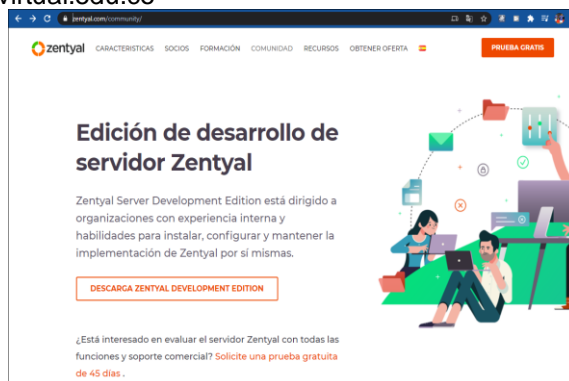 virtual.edu.es
zentyal.com/community/
zentyal CARACTERISTICAS SOCIOS FORMACIÓN COMUNIDAD RECURSOS OBTENER OFERTA PRUEBA GRATIS
Edición de desarrollo de
servidor Zentyal
Zentyal Server Development Edition está dirigido a
organizaciones con experiencia interna y
habilidades para instalar, configurar y mantener la
implementación de Zentyal por sí mismas.
DESCARGA ZENTYAL DEVELOPMENT EDITION
¿Está interesado en evaluar el servidor Zentyal con todas las
funciones y soporte comercial? Solicite una prueba gratuita
de 45 días .